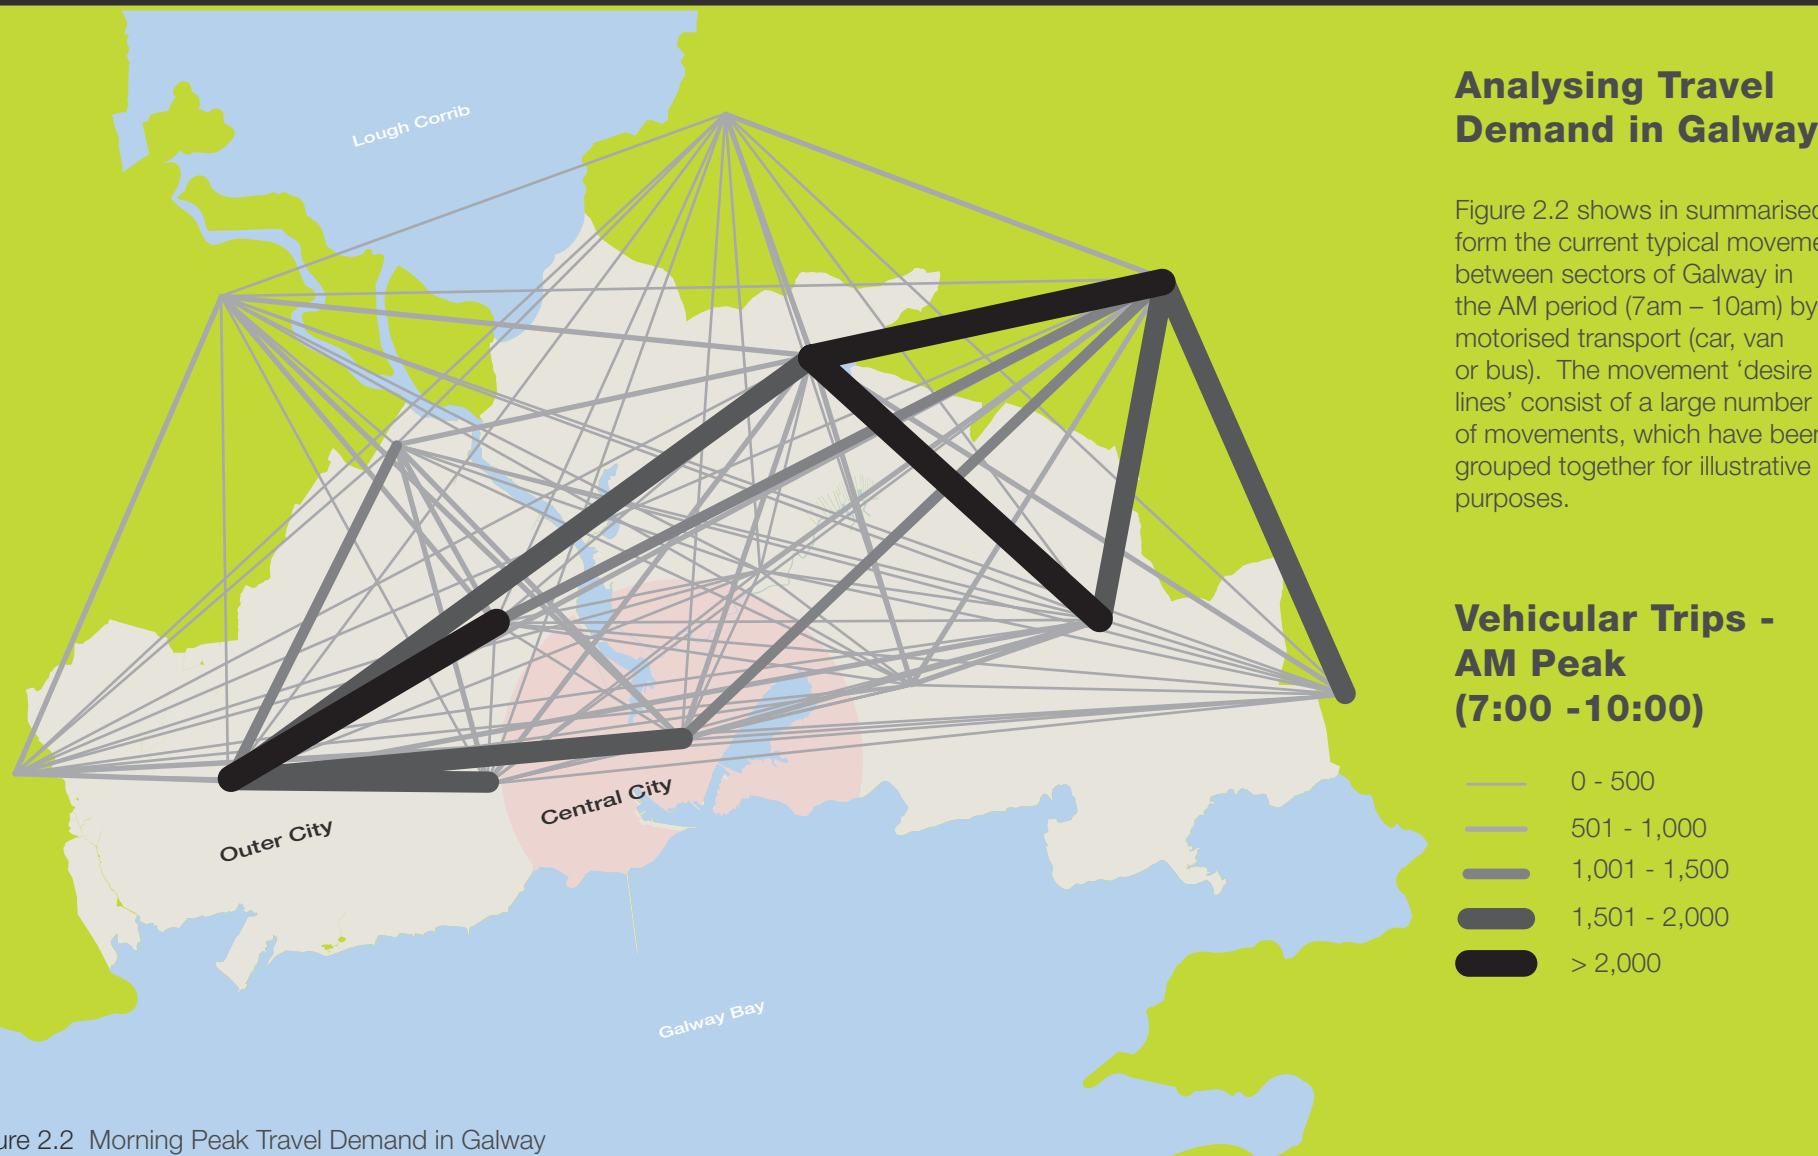 Lough Corrib
Outer City
Central City
Galway Bay
ure 2.2 Morning Peak Travel Demand in Galway
Analysing Travel
Demand in Galway
Figure 2.2 shows in summarised
form the current typical moveme
between sectors of Galway in
the AM period (7am – 10am) by
motorised transport (car, van
or bus). The movement ‘desire
lines’ consist of a large number
of movements, which have been
grouped together for illustrative
purposes.
Vehicular Trips -
AM Peak
(7:00 -10:00)
0 - 500
501 - 1,000
1,001 - 1,500
1,501 - 2,000
> 2,000